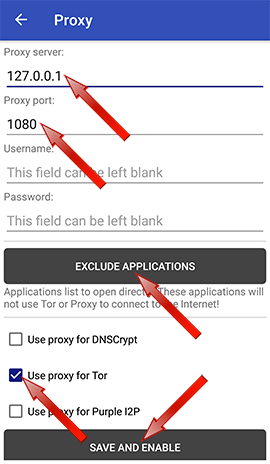 Proxy
Proxy server:
127.0.0.1
Proxy port:
1080
Username:
This field can be left blank
Password:
This field can be left blank
EXCLUDE APPLICATIONS
Applications list to open direct. These applications will
not use Tor or Proxy to connect to the Internet!
Use proxy for DNSCrypt
Use proxy for Tor
Use proxy for Purple I2P
SAVE AND ENABLE